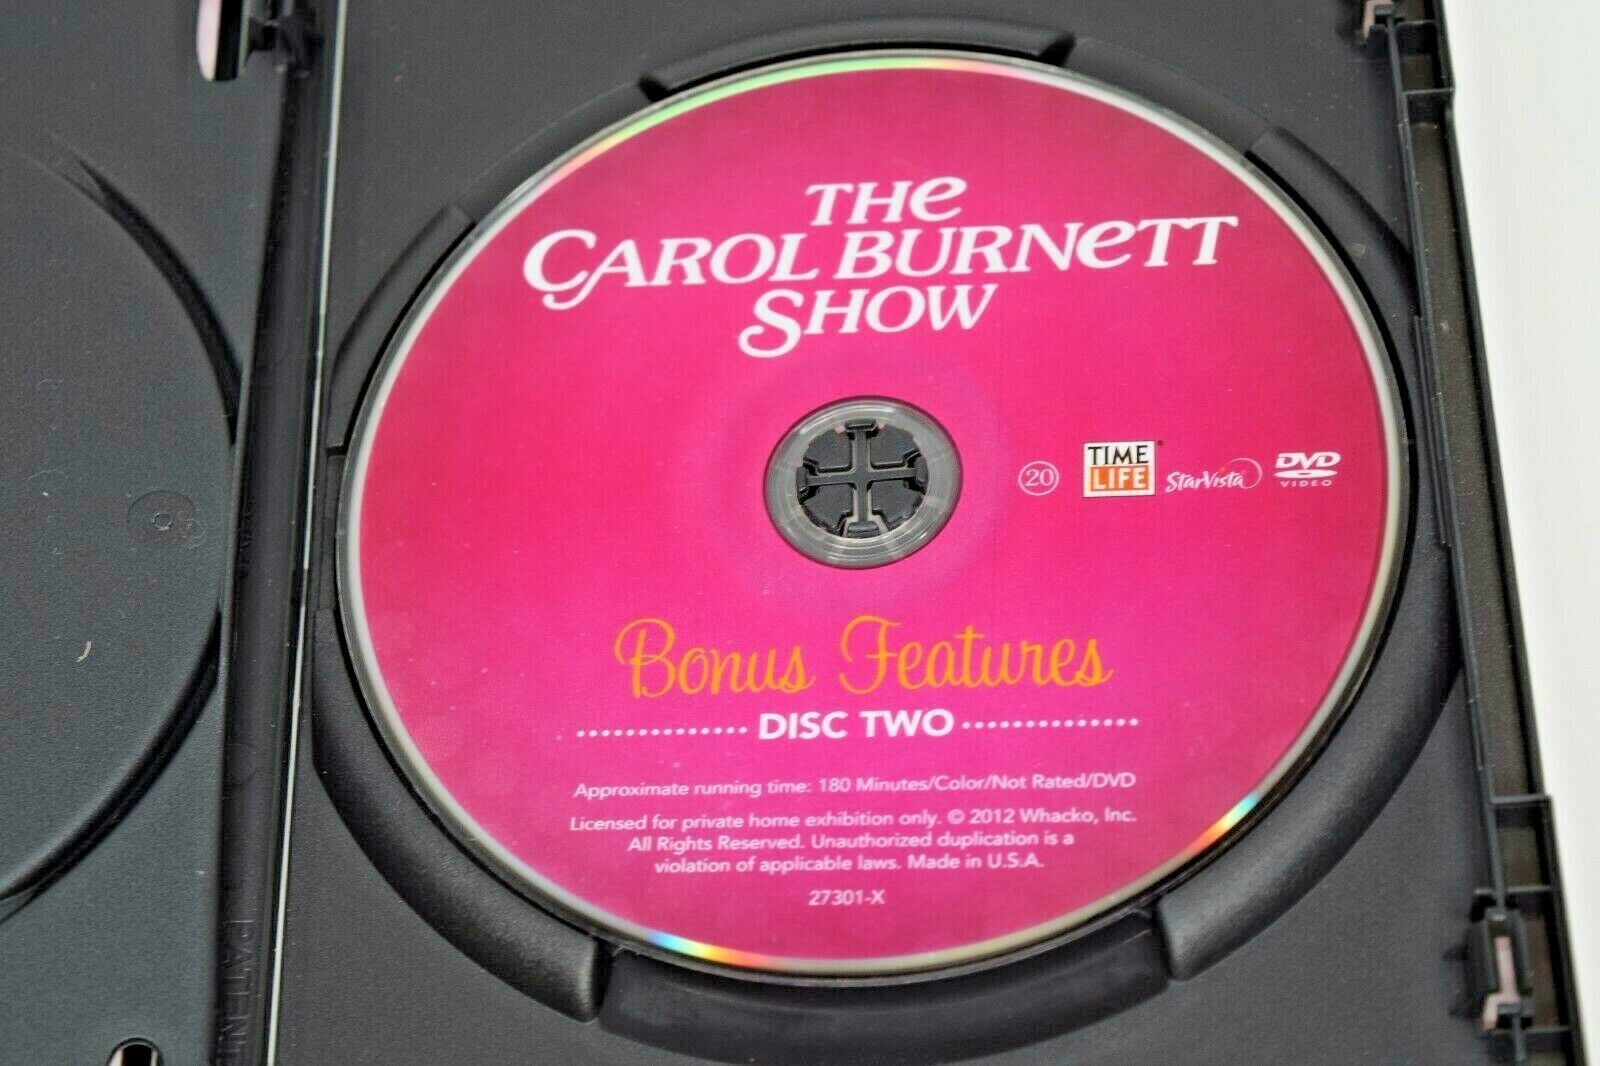 THe
CAROL BURNeTT
SHOW
20
TIME
LIFE
StarVista
DVD
VIDEO
Bonus Features
DISC TWO
Approximate running time: 180 Minutes/Color/Not Rated/DVD
Licensed for private home exhibition only. © 2012 Whacko, Inc.
All Rights Reserved. Unauthorized duplication is a
violation of applicable laws. Made in U.S.A.
27301-X